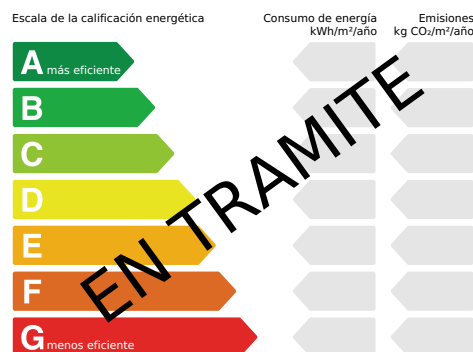 Escala de la calificación energética
Consumo de energía
kWh/m²/año
Emisiones
kg CO₂/m²/año
A más eficiente
B
C
D
E
F
G menos eficiente
EN TRAMITE